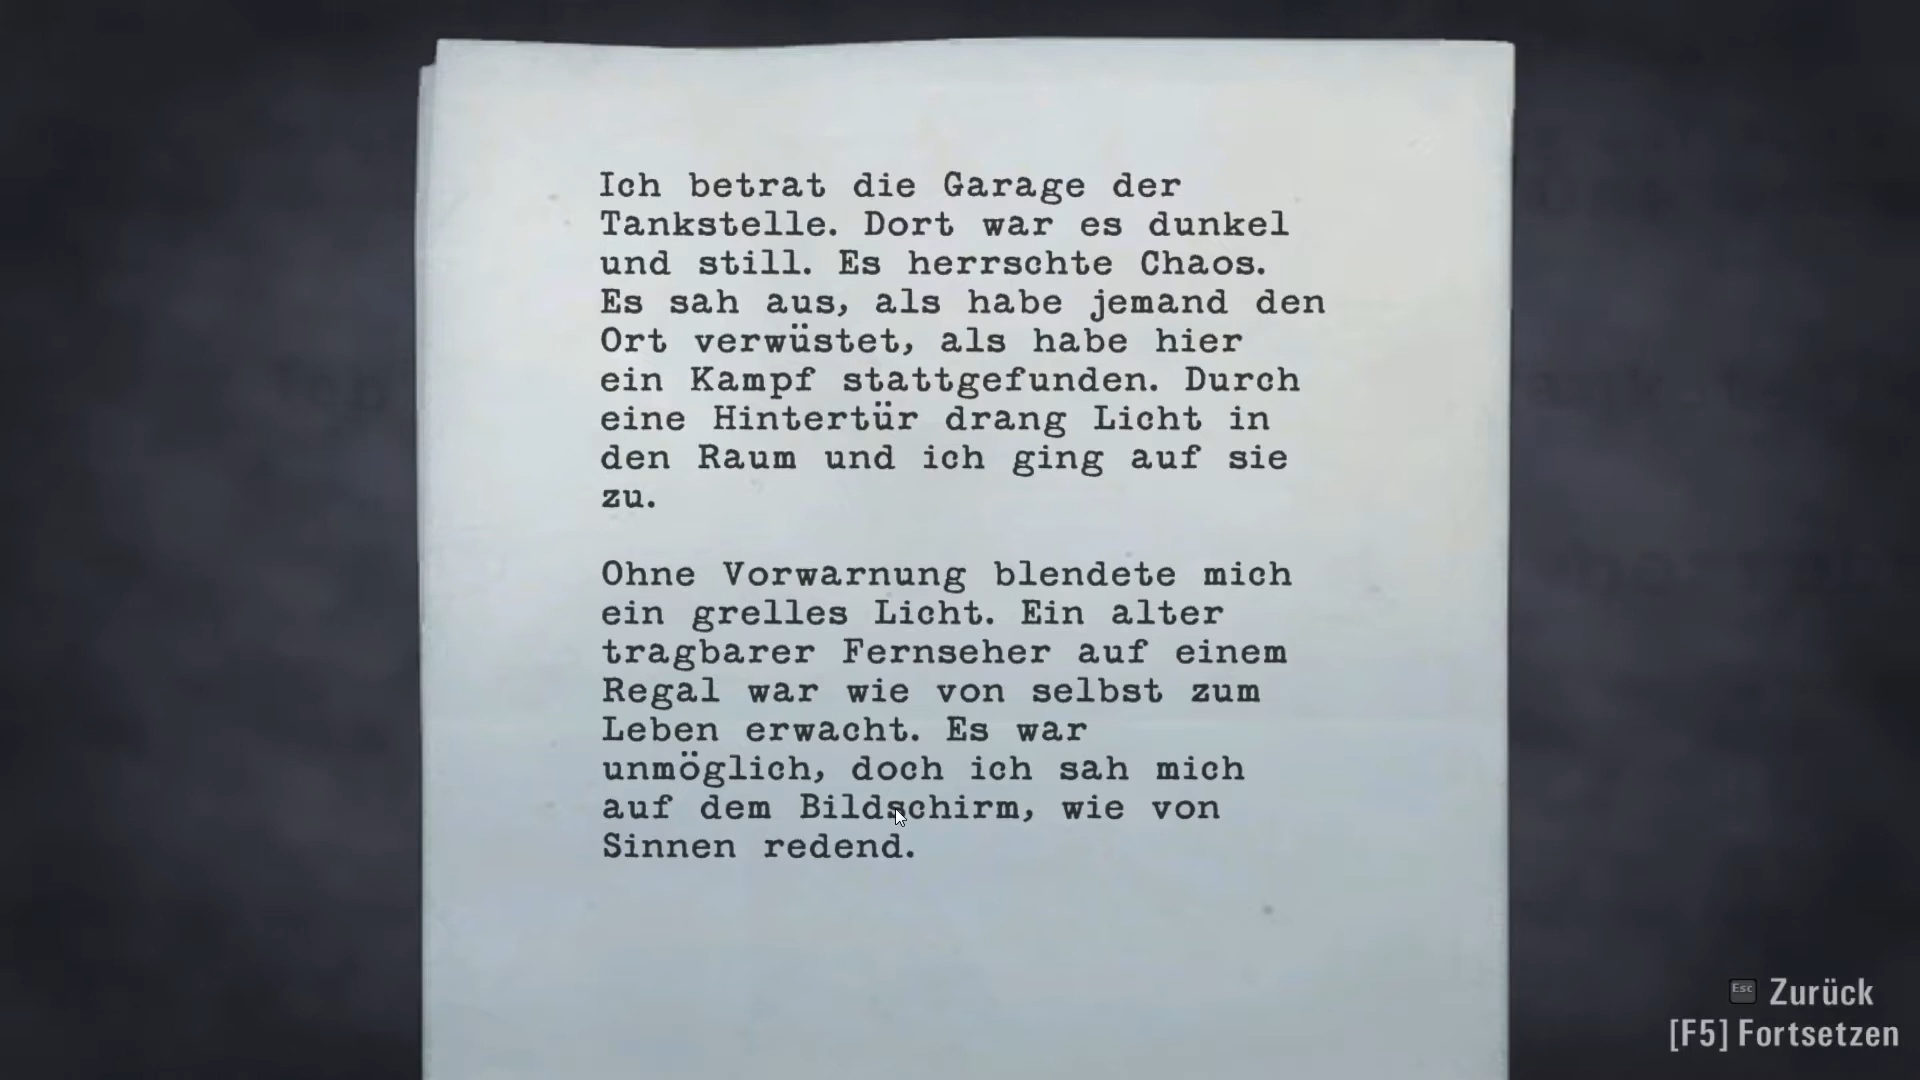 Ich betrat die Garage der
Tankstelle. Dort war es dunkel
und still. Es herrschte Chaos.
Es sah aus, als habe jemand den
Ort verwüstet, als habe hier
ein Kampf stattgefunden. Durch
eine Hintertür drang Licht in
den Raum und ich ging auf sie
zu.
Ohne Vorwarnung blendete mich
ein grelles Licht. Ein alter
tragbarer Fernseher auf einem
Regal war wie von selbst zum
Leben erwacht. Es war
unmöglich, doch ich sah mich
auf dem Bildschirm, wie von
Sinnen redend.
Esc Zurück
[F5] Fortsetzen